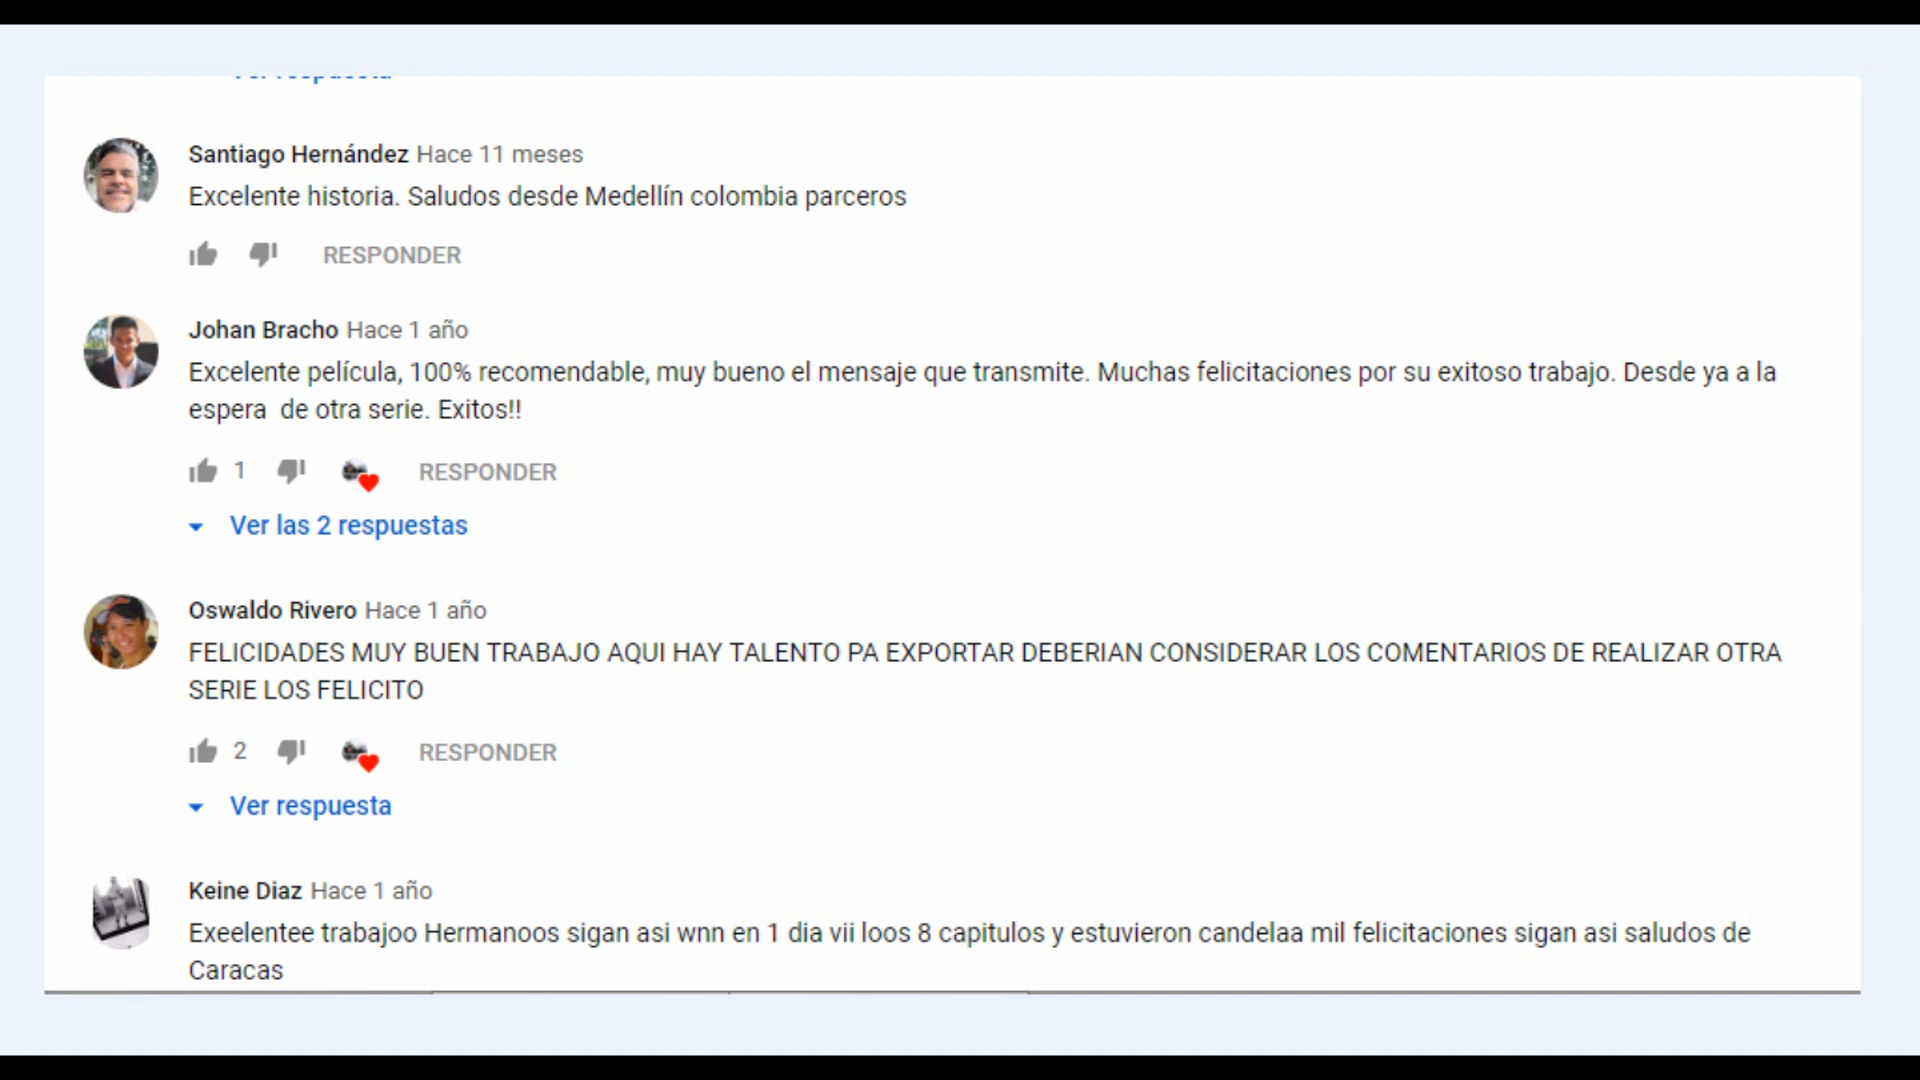 Ver respuesta
Santiago Hernández Hace 11 meses
Excelente historia. Saludos desde Medellín colombia parceros
RESPONDER
Johan Bracho Hace 1 año
Excelente película, 100% recomendable, muy bueno el mensaje que transmite. Muchas felicitaciones por su exitoso trabajo. Desde ya a la
espera  de otra serie. Exitos!!
1 RESPONDER
Ver las 2 respuestas
Oswaldo Rivero Hace 1 año
FELICIDADES MUY BUEN TRABAJO AQUI HAY TALENTO PA EXPORTAR DEBERIAN CONSIDERAR LOS COMENTARIOS DE REALIZAR OTRA
SERIE LOS FELICITO
2 RESPONDER
Ver respuesta
Keine Diaz Hace 1 año
Exeelentee trabajoo Hermanoos sigan asi wnn en 1 dia vii loos 8 capitulos y estuvieron candelaa mil felicitaciones sigan asi saludos de
Caracas